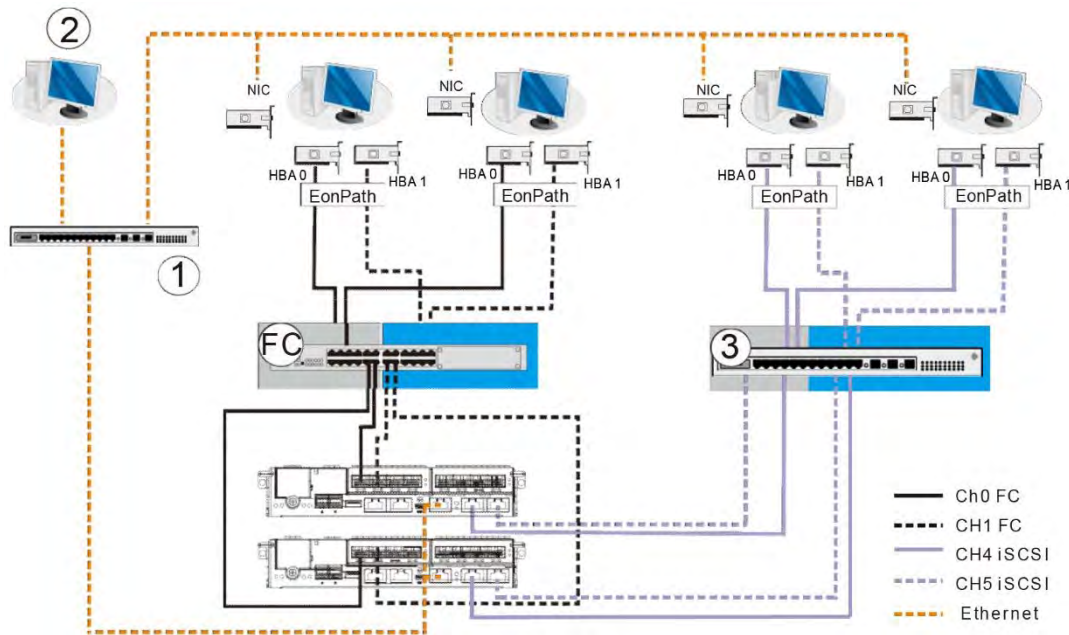 2
NIC
NIC
NIC
NIC
HBA 0
HBA 1
HBA 0
HBA 1
HBA 0
HBA 1
HBA 0
HBA 1
EonPath
EonPath
EonPath
EonPath
1
FC
3
Ch0 FC
CH1 FC
CH4 iSCSI
CH5 iSCSI
Ethernet